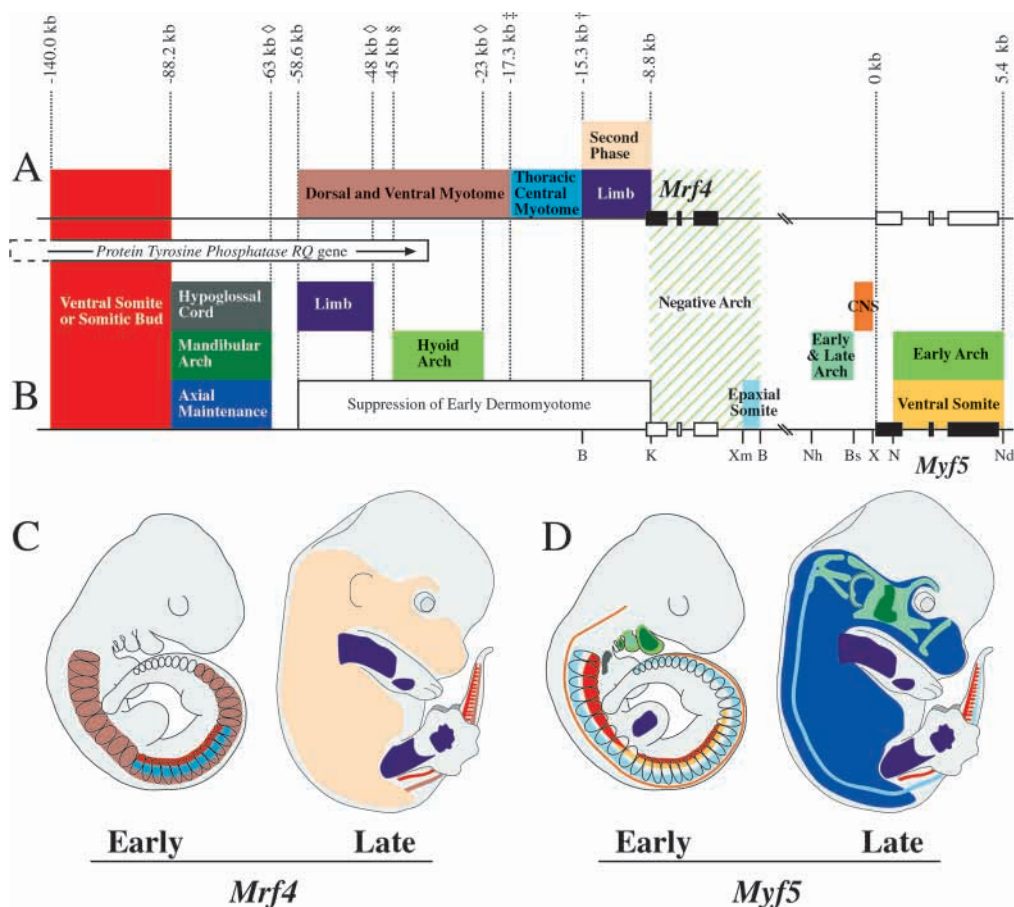 -140.0 kb
-88.2 kb
-63 kb ◊
-58.6 kb
-48 kb ◊
-45 kb §
-23 kb ◊
-17.3 kb ‡
-15.3 kb †
-8.8 kb
0 kb
5.4 kb
A
Second
Phase
Dorsal and Ventral Myotome
Thoracic
Central
Myotome
Limb
Mrf4
Protein Tyrosine Phosphatase RQ gene
Ventral Somite
or Somitic Bud
Hypoglossal
Cord
Limb
Negative Arch
CNS
Mandibular
Arch
Hyoid
Arch
Early
& Late
Arch
Early Arch
B
Axial
Maintenance
Suppression of Early Dermomyotome
Epaxial
Somite
Ventral Somite
B K Xm B Nh Bs X N Nd
Myf5
C D
Early Late Early Late
Mrf4 Myf5